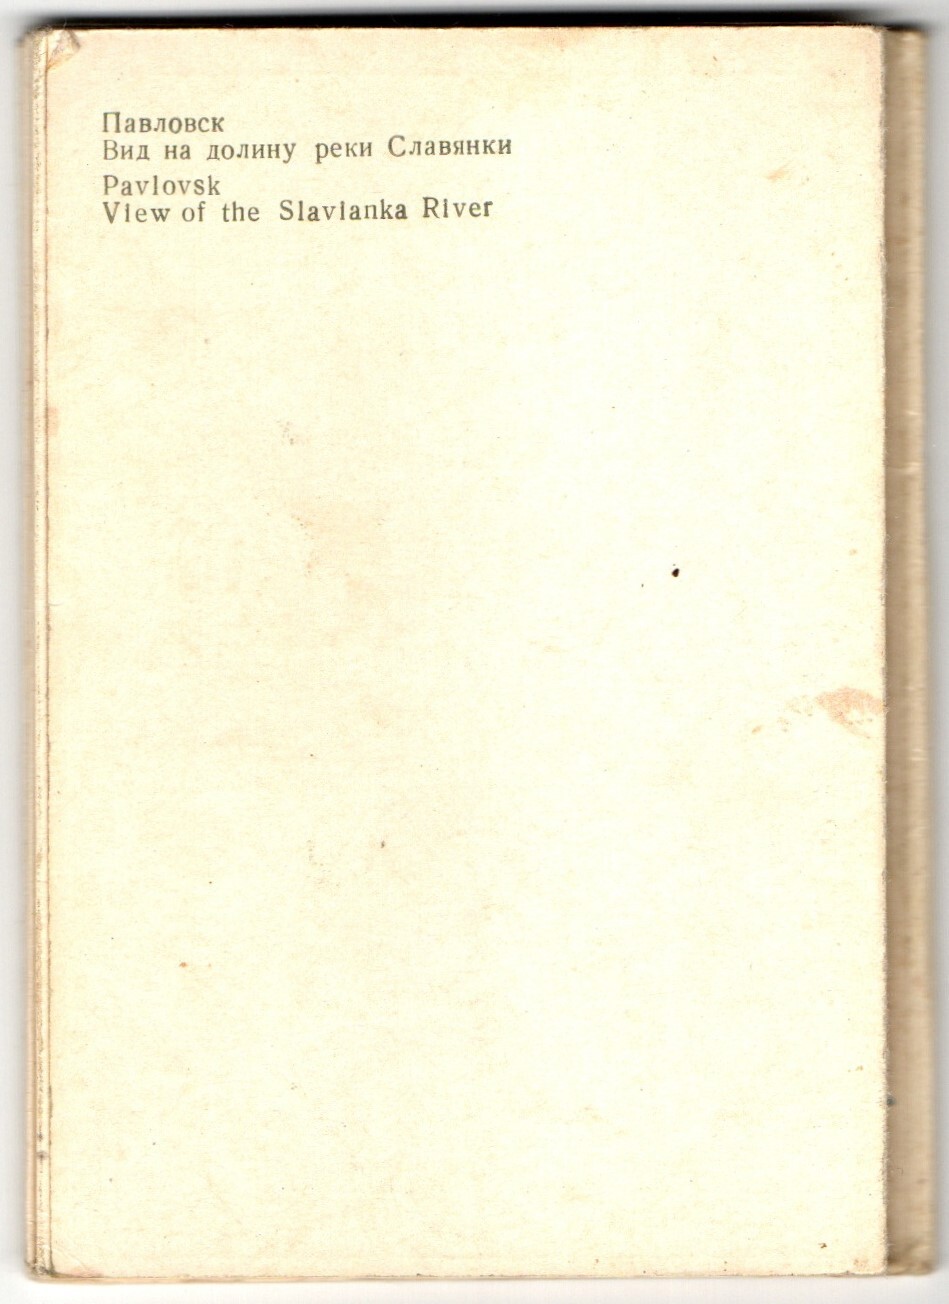 Павловск
Вид на долину реки Славянки
Pavlovsk
View of the Slavianka River